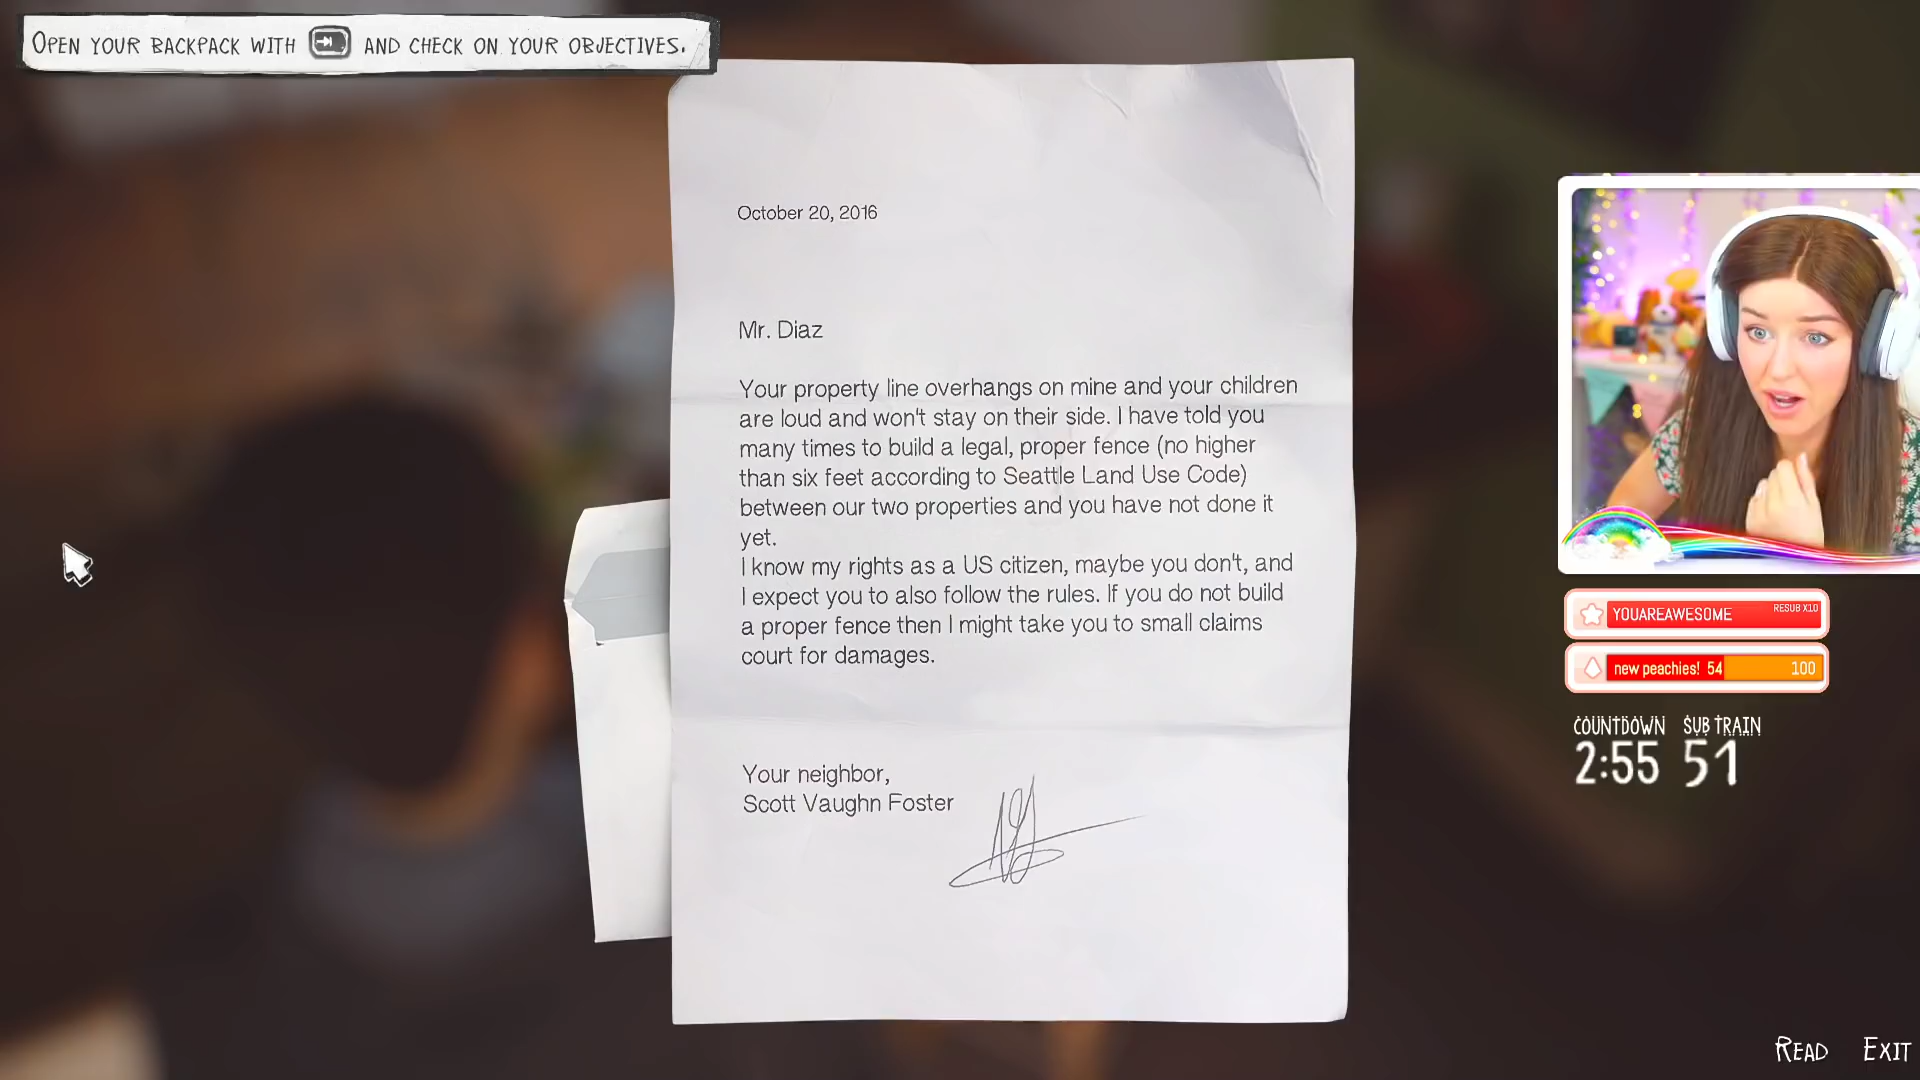 OPEN YOUR BACKPACK WITH AND CHECK ON YOUR OBJECTIVES.
October 20, 2016
Mr. Diaz
Your property line overhangs on mine and your children
are loud and won't stay on their side. I have told you
many times to build a legal, proper fence (no higher
than six feet according to Seattle Land Use Code)
between our two properties and you have not done it
yet.
I know my rights as a US citizen, maybe you don't, and
I expect you to also follow the rules. If you do not build
a proper fence then I might take you to small claims
court for damages.
Your neighbor,
Scott Vaughn Foster
YOUAREAWESOME RESUB X10
new peachies! 54 100
COUNTDOWN SUB TRAIN
2:55 51
READ EXIT